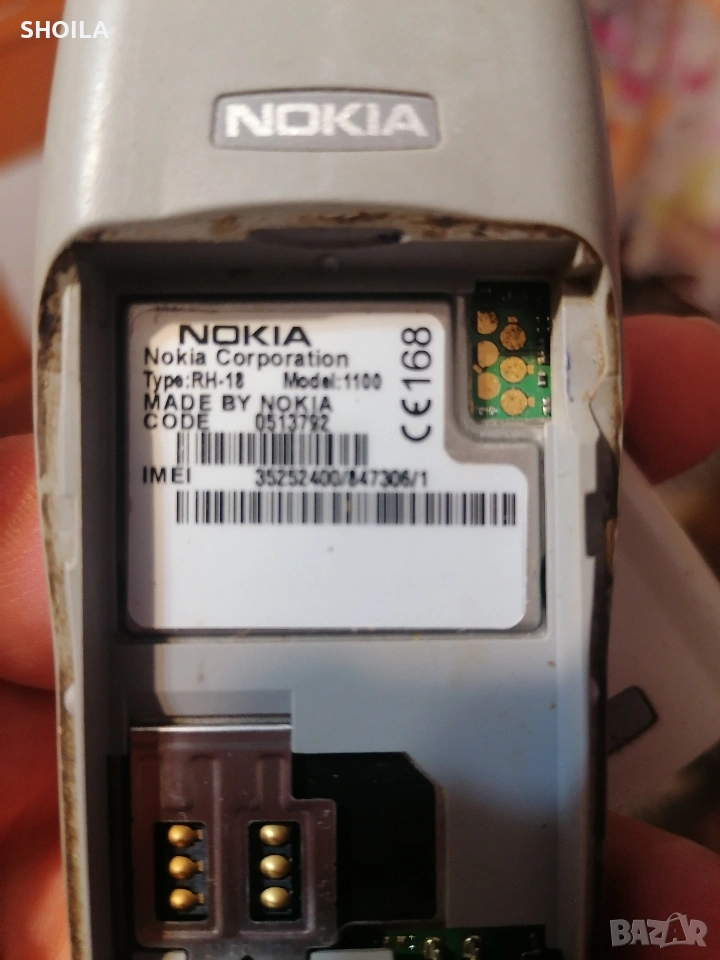 SHOILA
NOKIA
NOKIA
Nokia Corporation
Type:RH-18 Model:1100
MADE BY NOKIA
CODE 0513792
IMEI 35252400/847306/1
CE168
BAZAR